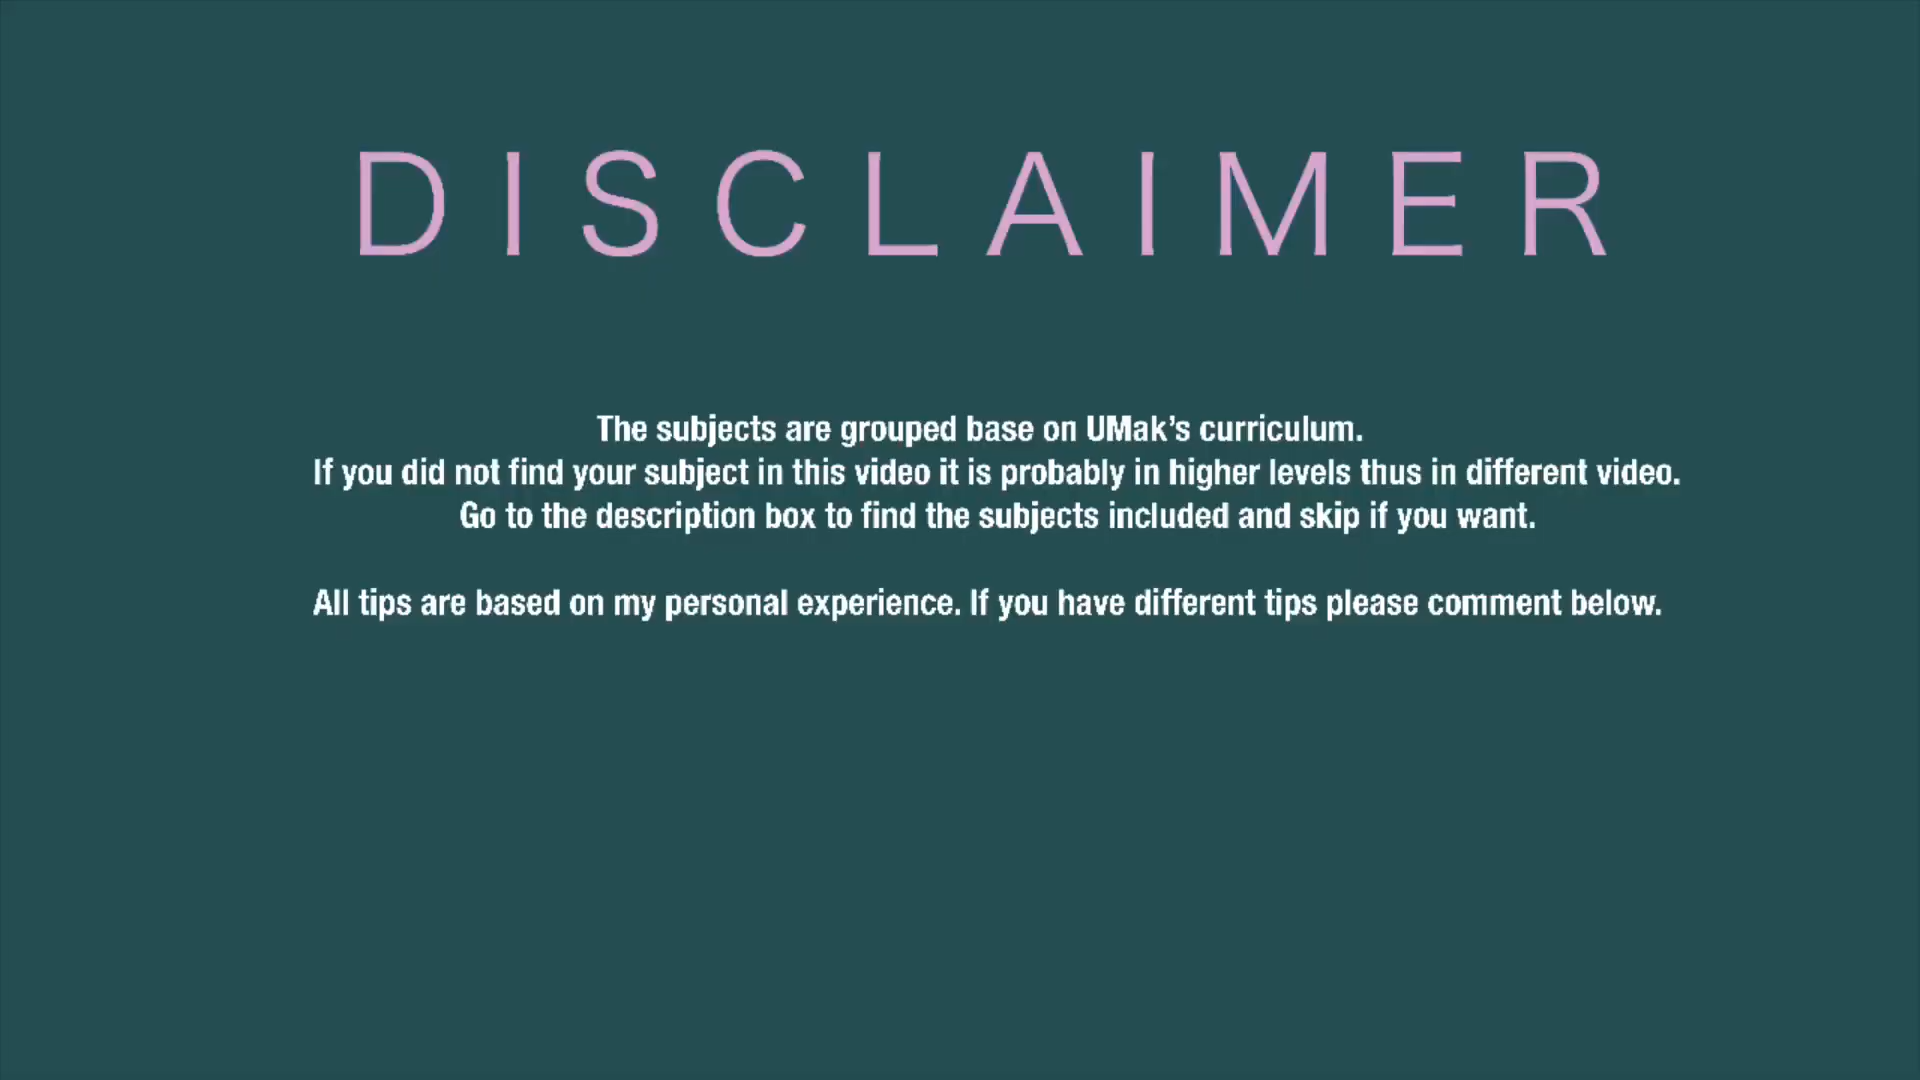 DISCLAIMER
The subjects are grouped base on UMak's curriculum.
If you did not find your subject in this video it is probably in higher levels thus in different video.
Go to the description box to find the subjects included and skip if you want.
All tips are based on my personal experience. If you have different tips please comment below.